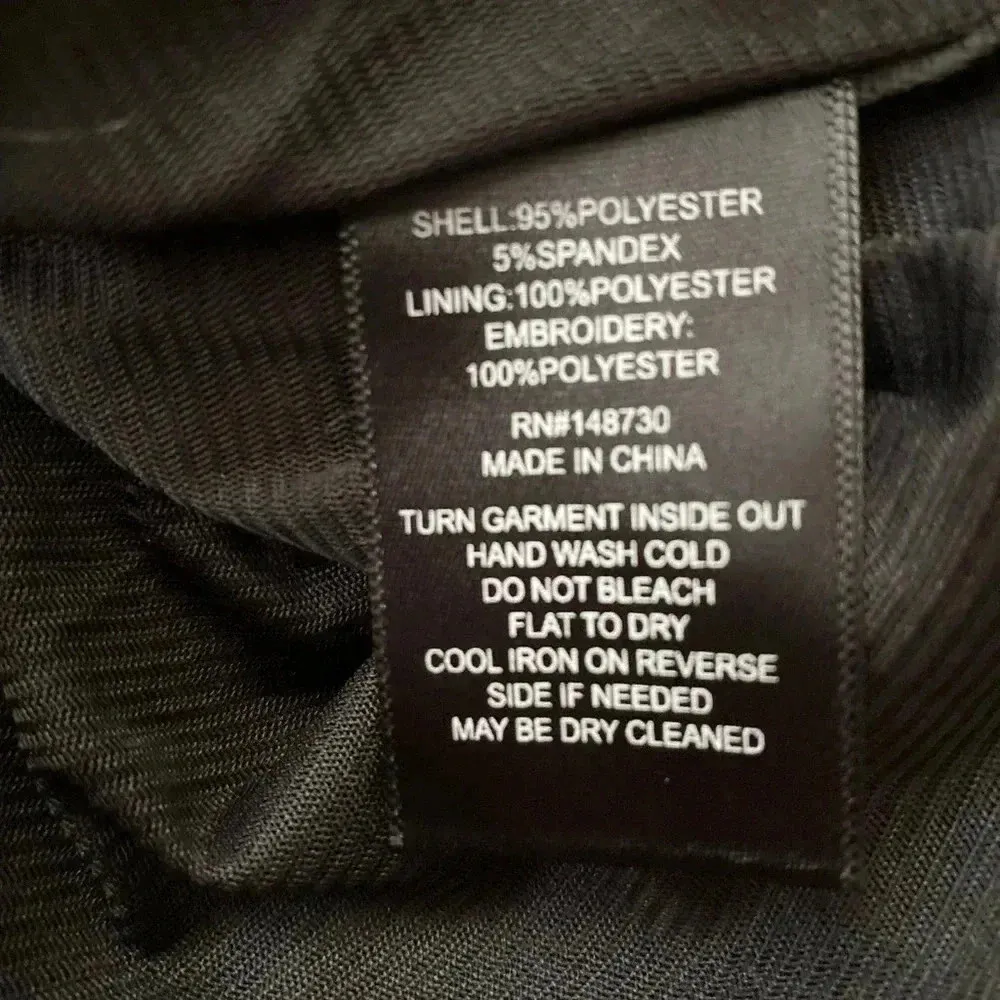 SHELL:95%POLYESTER
5%SPANDEX
LINING:100%POLYESTER
EMBROIDERY:
100%POLYESTER
RN#148730
MADE IN CHINA
TURN GARMENT INSIDE OUT
HAND WASH COLD
DO NOT BLEACH
FLAT TO DRY
COOL IRON ON REVERSE
SIDE IF NEEDED
MAY BE DRY CLEANED